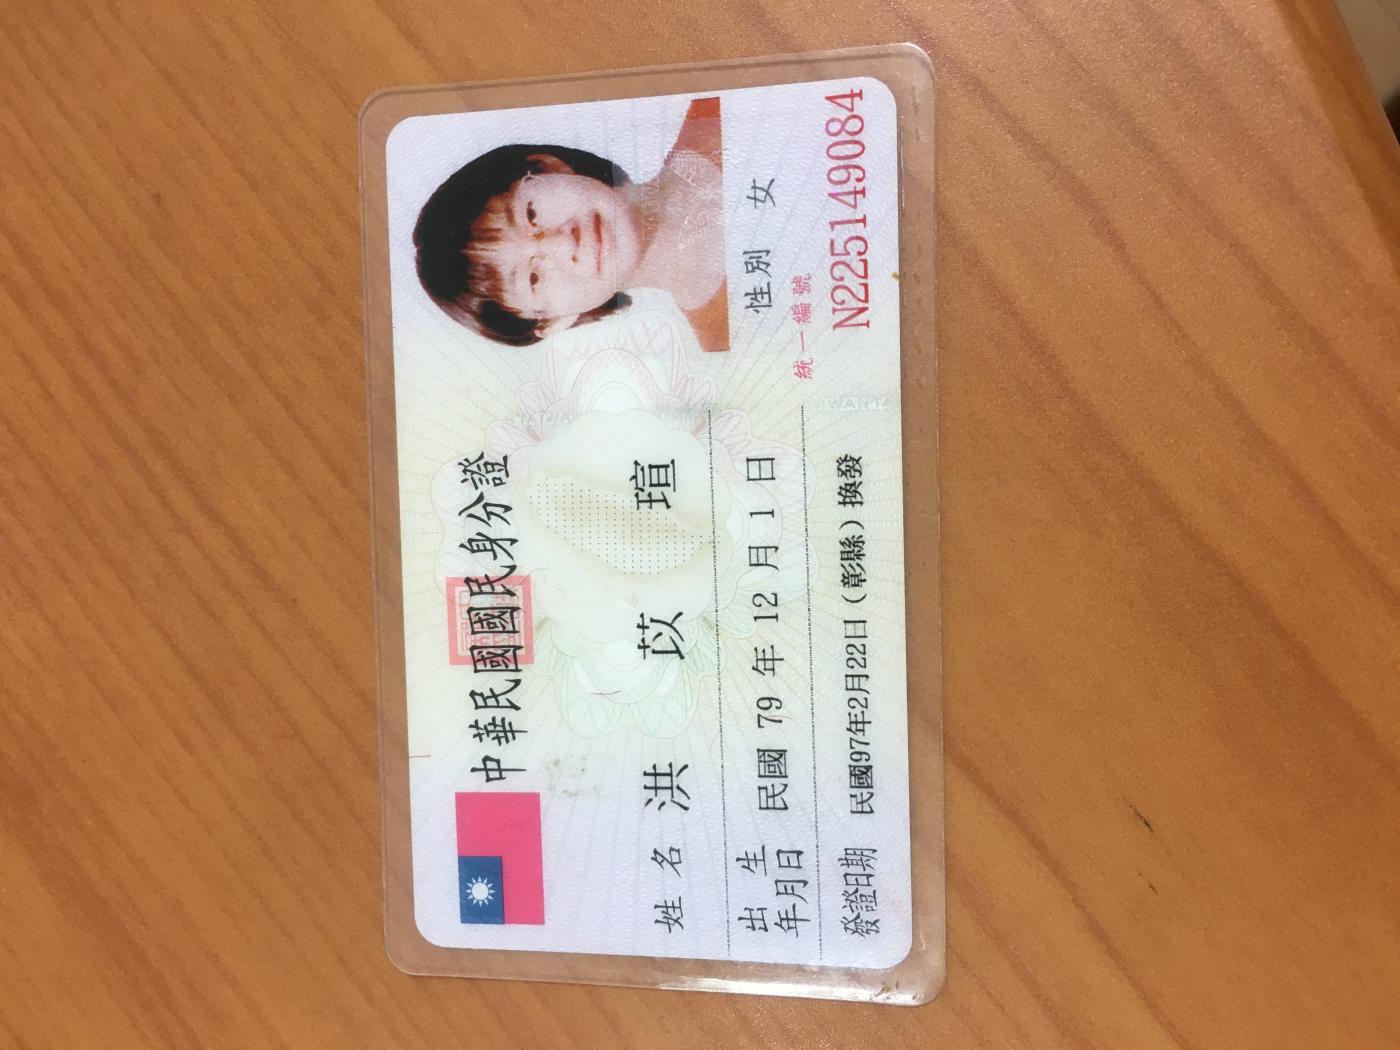 中華民國國民身分證
姓名 洪苡瑄
出生年月日 民國 79 年 12 月 1 日
性別 女
發證日期 民國97年2月22日（彰縣）換發
統一編號
N225149084